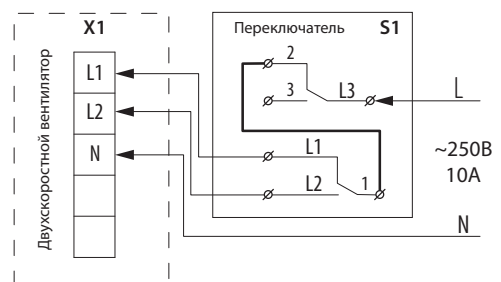 X1
Двухскоростной вентилятор
L1
L2
N
Переключатель S1
2
3 L3
L1
L2 1
L
~250В
10А
N